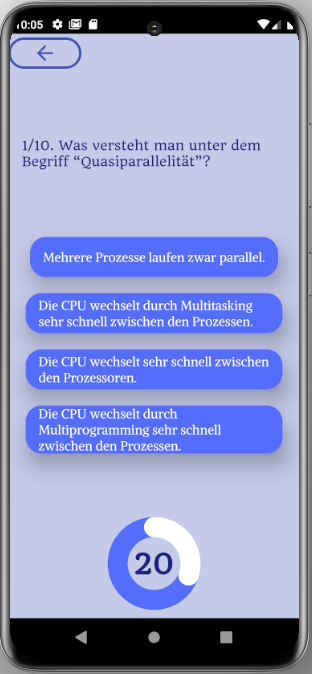 0:05
1/10. Was versteht man unter dem
Begriff “Quasiparallelität”?
Mehrere Prozesse laufen zwar parallel.
Die CPU wechselt durch Multitasking
sehr schnell zwischen den Prozessen.
Die CPU wechselt sehr schnell zwischen
den Prozessoren.
Die CPU wechselt durch
Multiprogramming sehr schnell
zwischen den Prozessen.
20